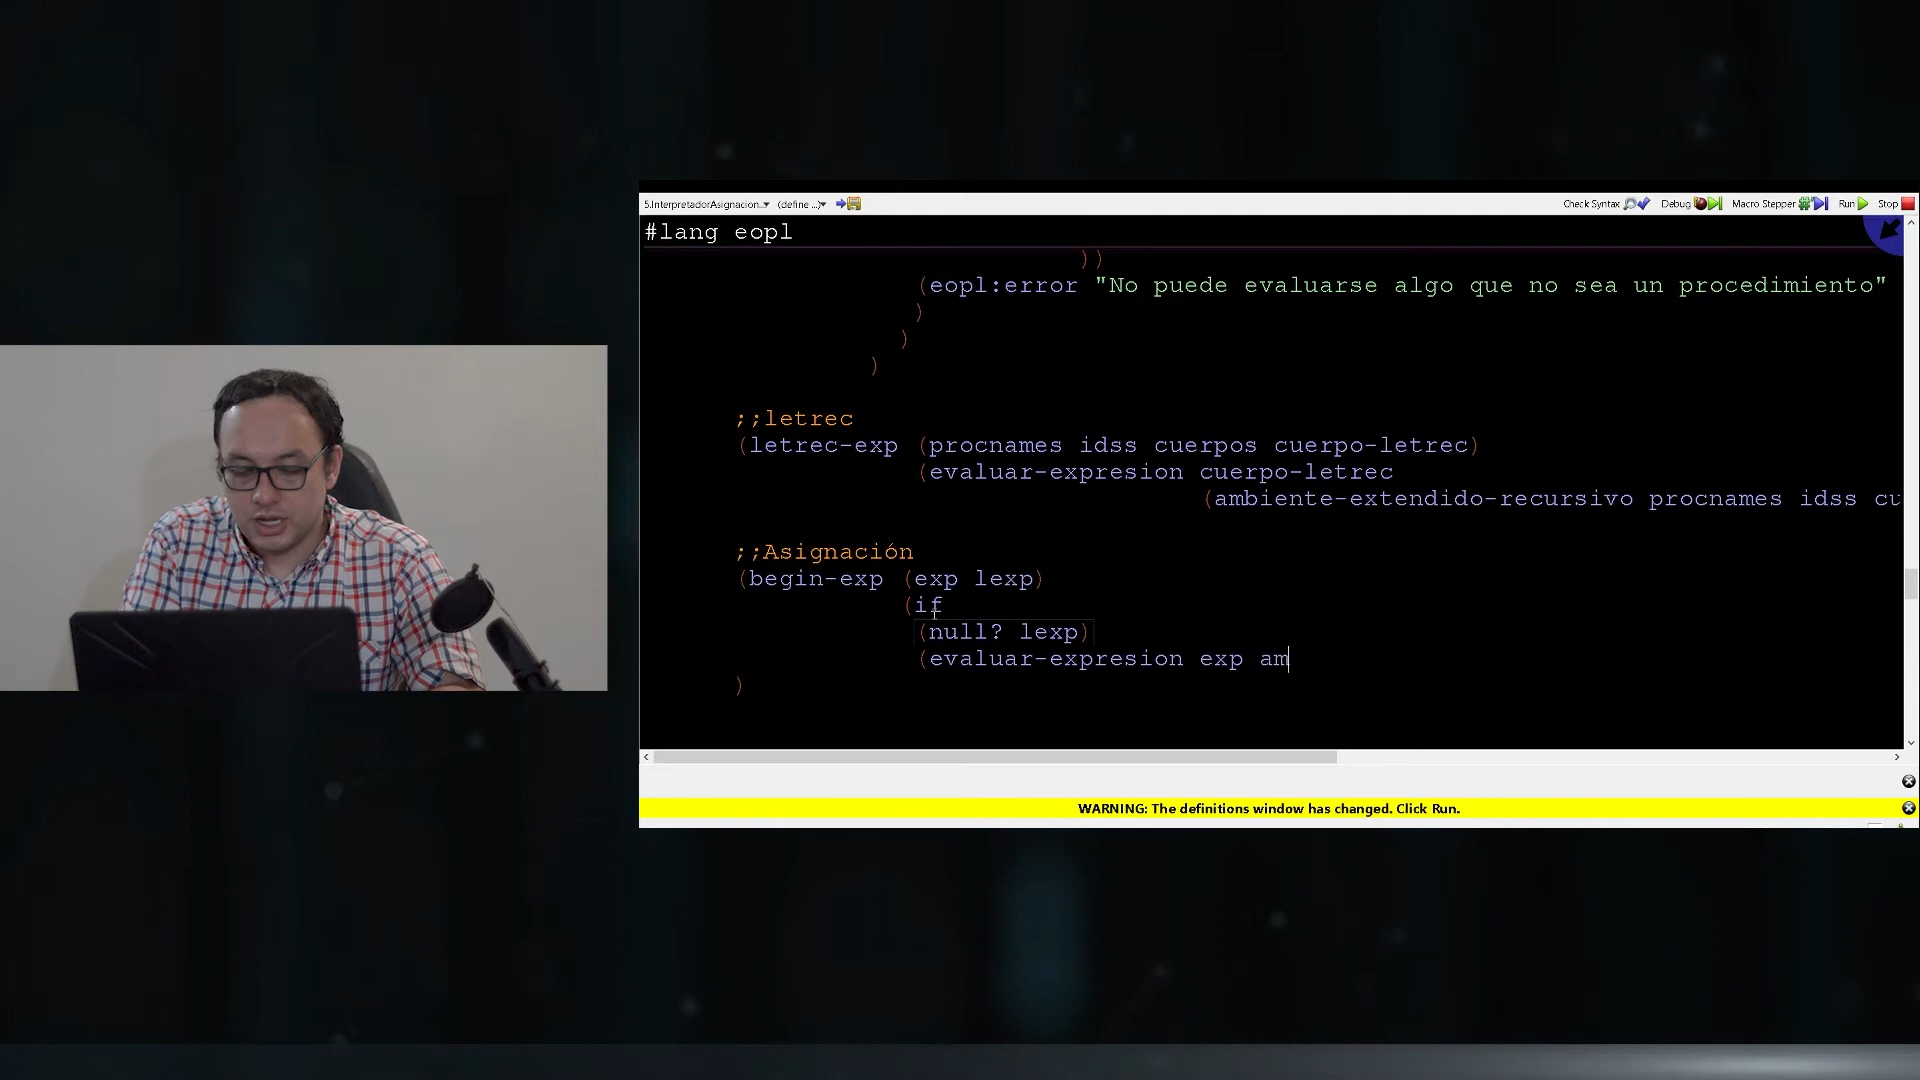 5.InterpretadorAsignacion... (define ...) Check Syntax Debug Macro Stepper Run Stop
#lang eopl
))
(eopl:error "No puede evaluarse algo que no sea un procedimiento"
)
)
)
;;letrec
(letrec-exp (procnames idss cuerpos cuerpo-letrec)
(evaluar-expresion cuerpo-letrec
(ambiente-extendido-recursivo procnames idss cu
;;Asignación
(begin-exp (exp lexp)
(if
(null? lexp)
(evaluar-expresion exp am
)
WARNING: The definitions window has changed. Click Run.